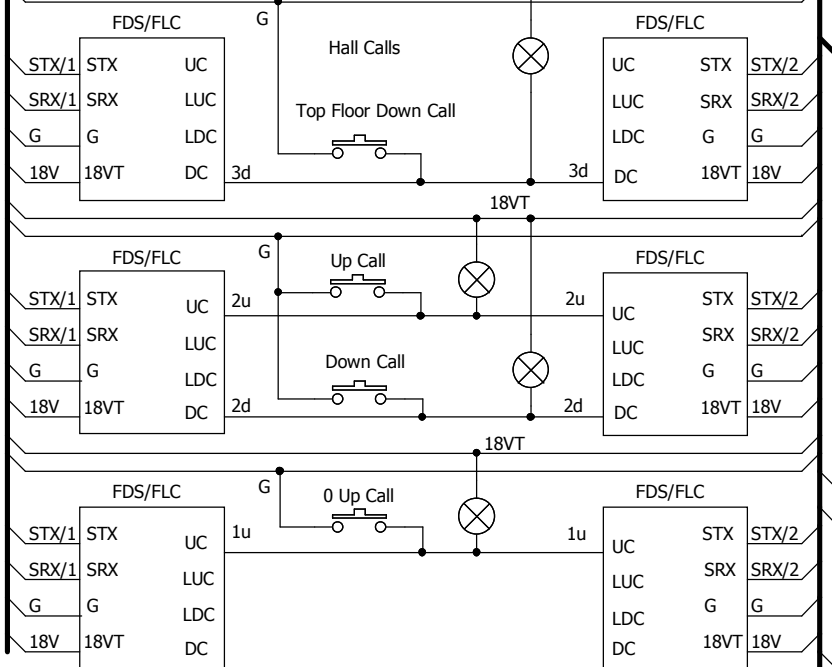 FDS/FLC G FDS/FLC
Hall Calls
STX/1 STX UC UC STX STX/2
SRX/1 SRX LUC LUC SRX SRX/2
Top Floor Down Call
G G LDC LDC G G
18V 18VT DC 3d 3d DC 18VT 18V
18VT
FDS/FLC G Up Call FDS/FLC
STX/1 STX UC 2u 2u UC STX STX/2
SRX/1 SRX LUC LUC SRX SRX/2
Down Call
G G LDC LDC G G
18V 18VT DC 2d 2d DC 18VT 18V
18VT
FDS/FLC G 0 Up Call FDS/FLC
STX/1 STX UC 1u 1u UC STX STX/2
SRX/1 SRX LUC LUC SRX SRX/2
G G LDC LDC G G
18V 18VT DC DC 18VT 18V